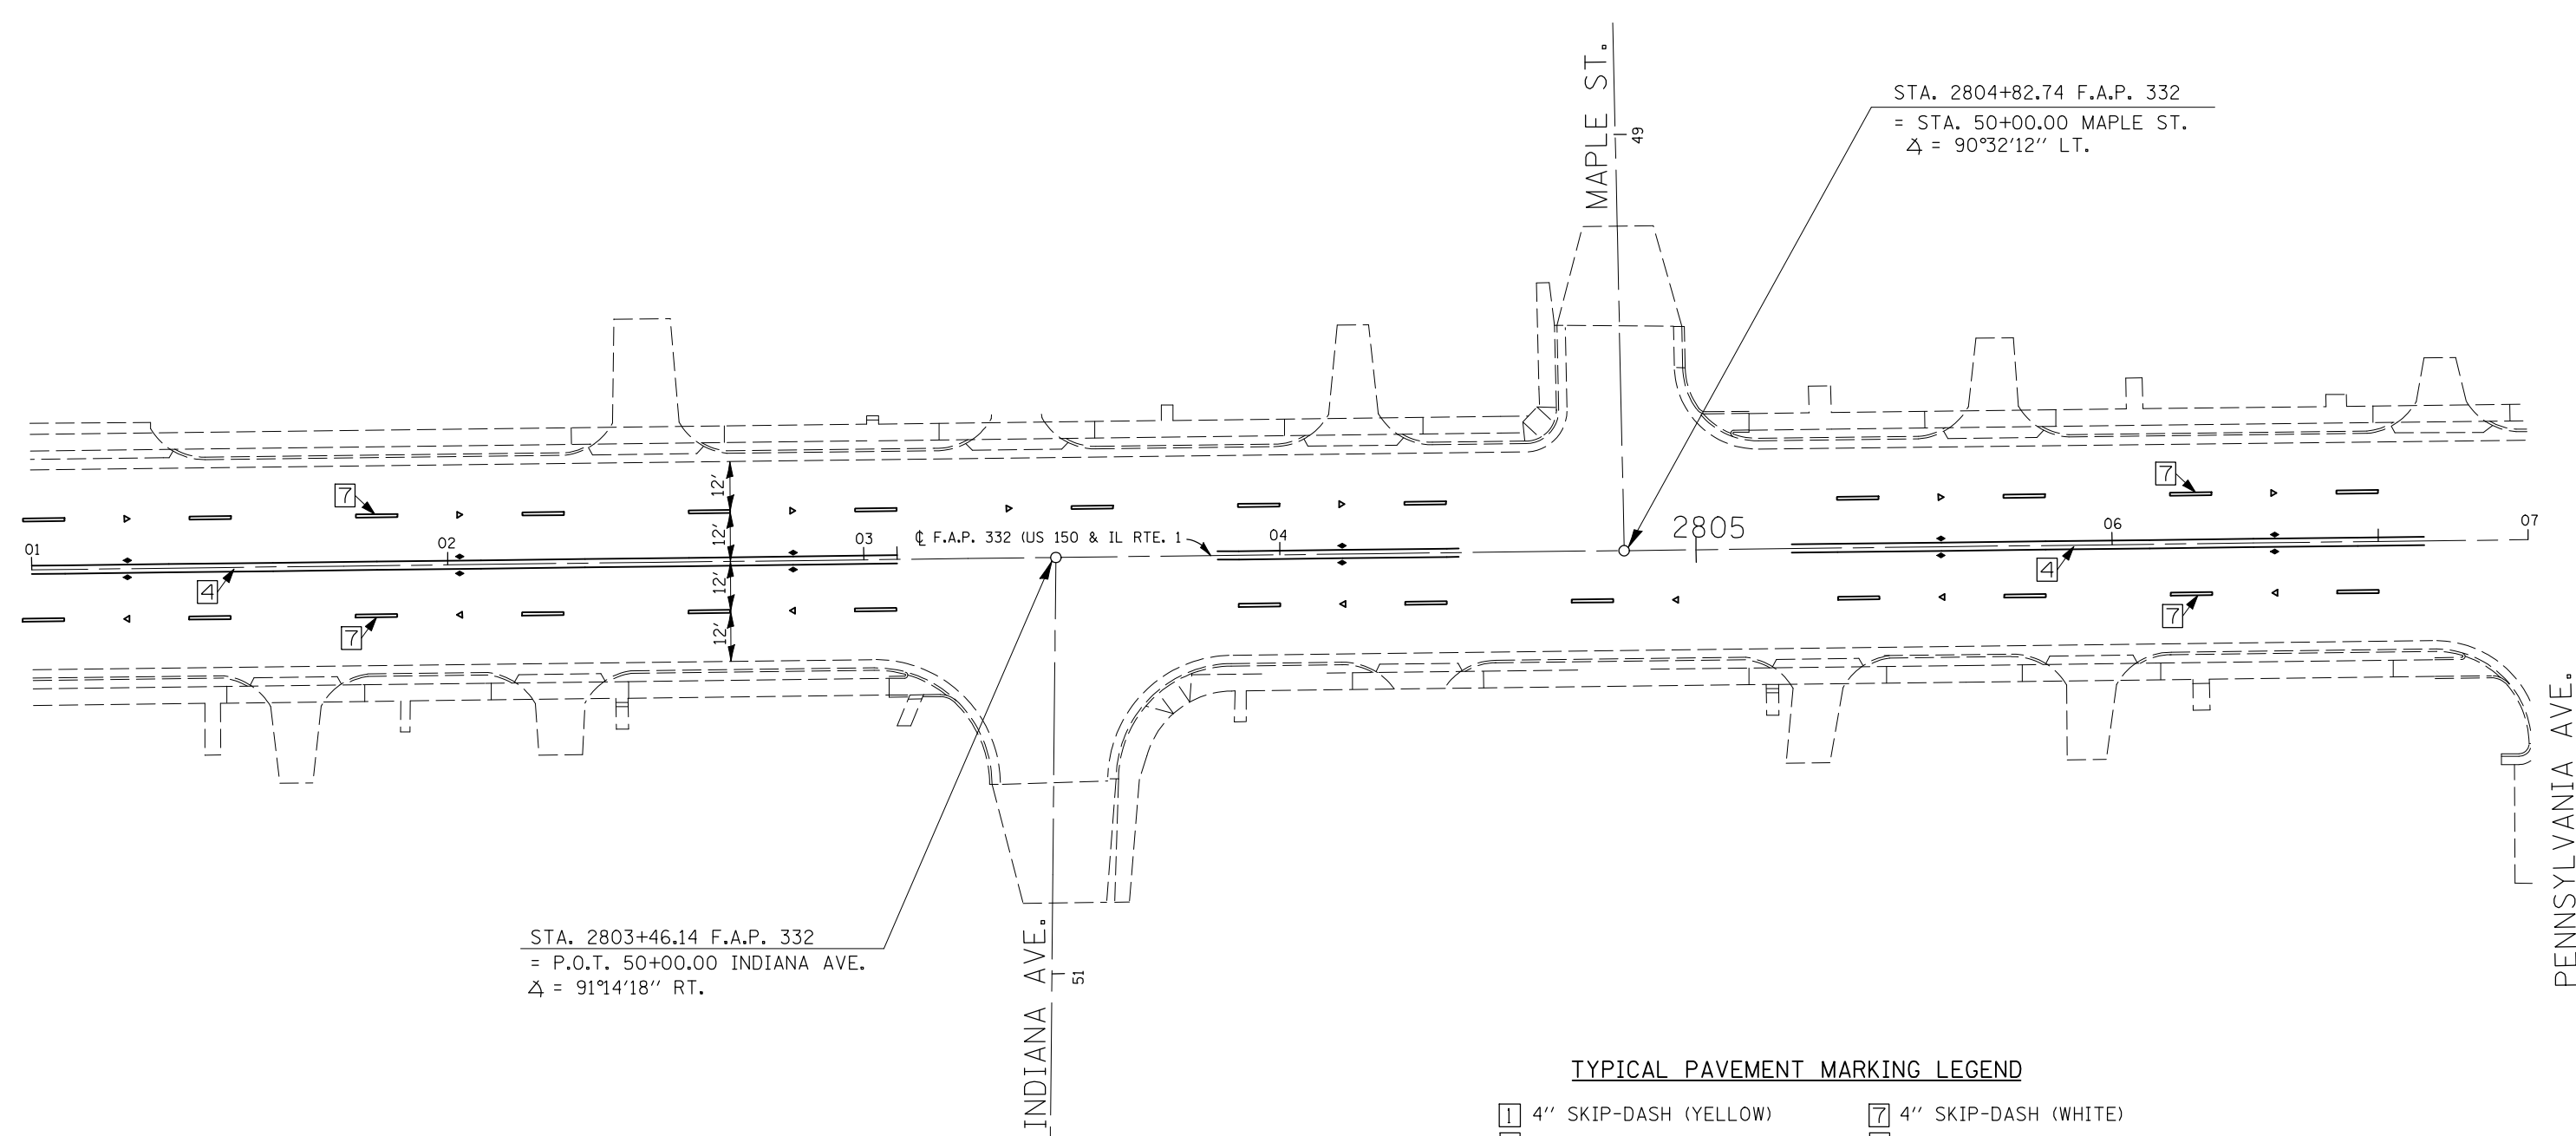 MAPLE ST.
49
STA. 2804+82.74 F.A.P. 332
= STA. 50+00.00 MAPLE ST.
∡ = 90°32'12" LT.
7
7
12'
12'
12'
12'
01
02
03
℄ F.A.P. 332 (US 150 & IL RTE. 1
04
2805
06
07
4
4
7
7
STA. 2803+46.14 F.A.P. 332
= P.O.T. 50+00.00 INDIANA AVE.
∡ = 91°14'18" RT.
INDIANA AVE.
51
PENNSYLVANIA AVE.
TYPICAL PAVEMENT MARKING LEGEND
1 4" SKIP-DASH (YELLOW)
7 4" SKIP-DASH (WHITE)